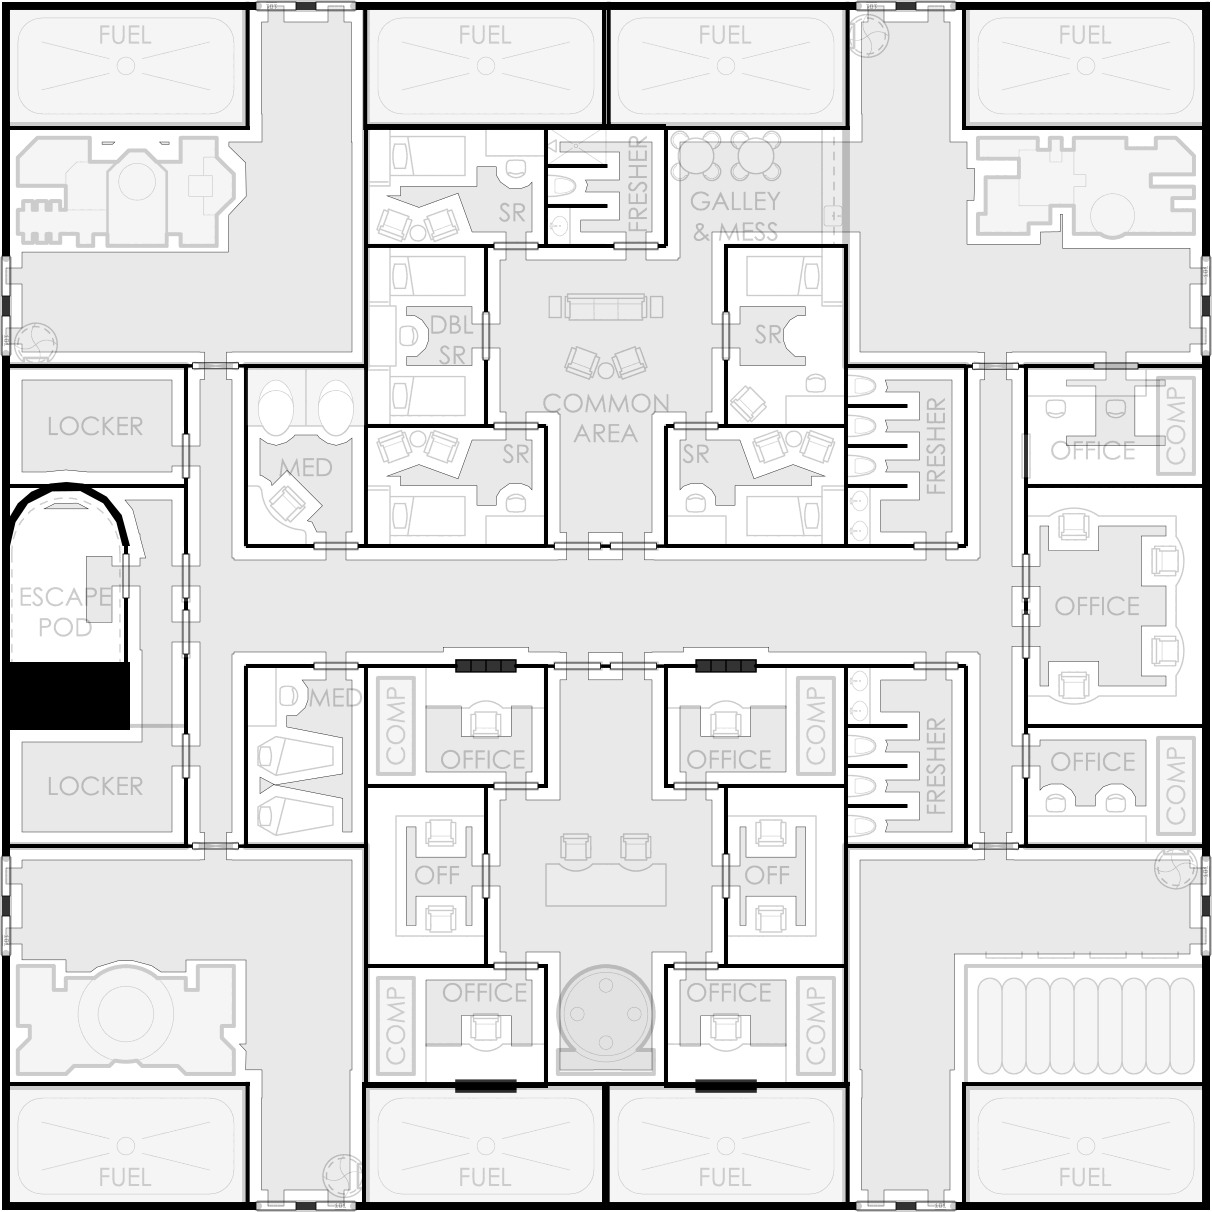 FUEL
FUEL
FUEL
FUEL
FRESHER
SR
GALLEY
& MESS
DBL
SR
SR
COMMON
AREA
LOCKER
MED
SR
SR
FRESHER
OFFICE
COMP
ESCAPE
POD
OFFICE
MED
COMP
OFFICE
OFFICE
COMP
FRESHER
OFFICE
COMP
LOCKER
OFF
OFF
COMP
OFFICE
OFFICE
COMP
FUEL
FUEL
FUEL
FUEL